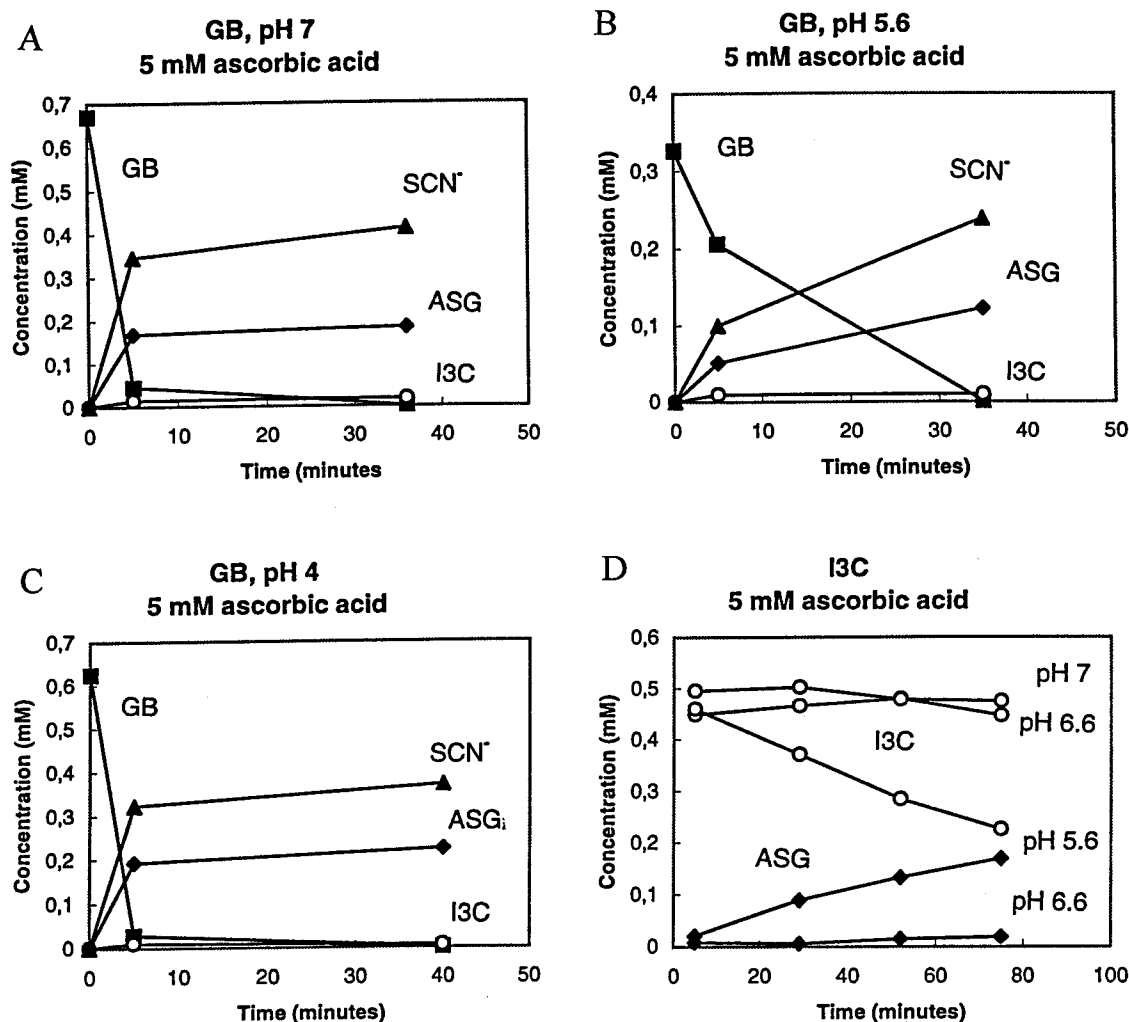 A
GB, pH 7
5 mM ascorbic acid
Concentration (mM)
0,7
0,6
0,5
0,4
0,3
0,2
0,1
0
GB
SCN-
ASG
I3C
0 10 20 30 40 50
Time (minutes
B
GB, pH 5.6
5 mM ascorbic acid
Concentration (mM)
0,4
0,3
0,2
0,1
0
GB
SCN-
ASG
I3C
0 10 20 30 40 50
Time (minutes)
C
GB, pH 4
5 mM ascorbic acid
Concentration (mM)
0,7
0,6
0,5
0,4
0,3
0,2
0,1
0
GB
SCN-
ASG
I3C
0 10 20 30 40 50
Time (minutes)
D
I3C
5 mM ascorbic acid
Concentration (mM)
0,6
0,5
0,4
0,3
0,2
0,1
0
pH 7
pH 6.6
I3C
pH 5.6
ASG
pH 6.6
0 20 40 60 80 100
Time (minutes)